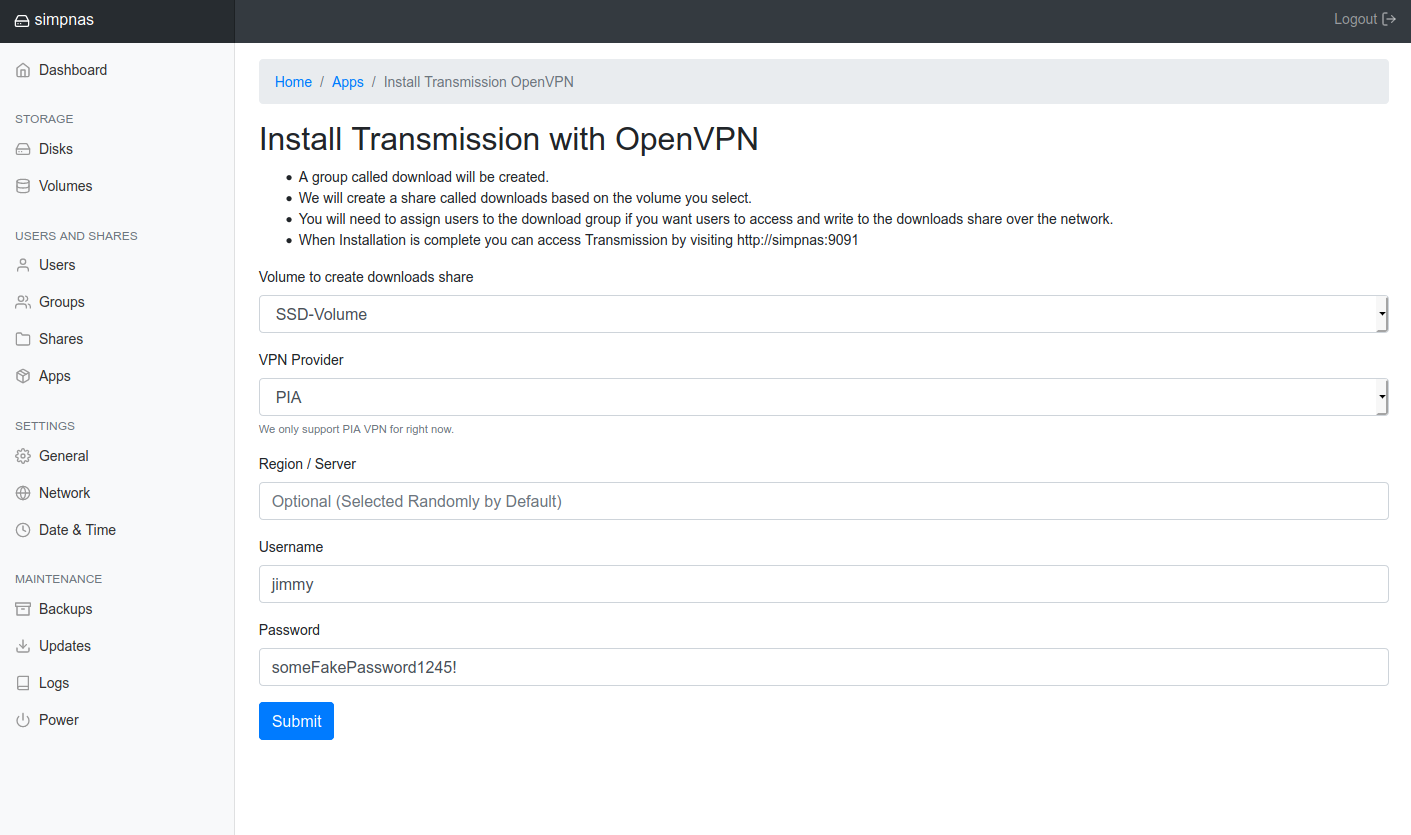 simpnas
Logout
Dashboard
STORAGE
Disks
Volumes
USERS AND SHARES
Users
Groups
Shares
Apps
SETTINGS
General
Network
Date & Time
MAINTENANCE
Backups
Updates
Logs
Power
Home / Apps / Install Transmission OpenVPN
Install Transmission with OpenVPN
• A group called download will be created.
• We will create a share called downloads based on the volume you select.
• You will need to assign users to the download group if you want users to access and write to the downloads share over the network.
• When Installation is complete you can access Transmission by visiting http://simpnas:9091
Volume to create downloads share
SSD-Volume
VPN Provider
PIA
We only support PIA VPN for right now.
Region / Server
Optional (Selected Randomly by Default)
Username
jimmy
Password
someFakePassword1245!
Submit